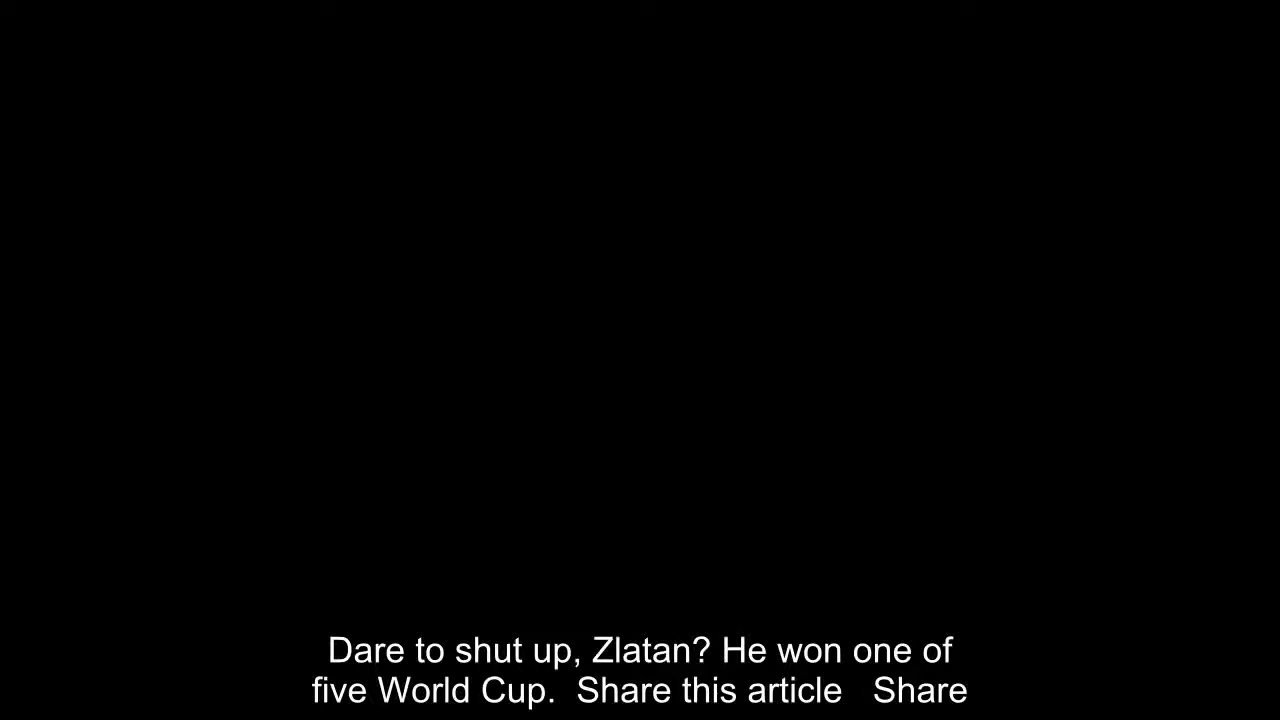 Dare to shut up, Zlatan? He won one of
five World Cup.  Share this article   Share